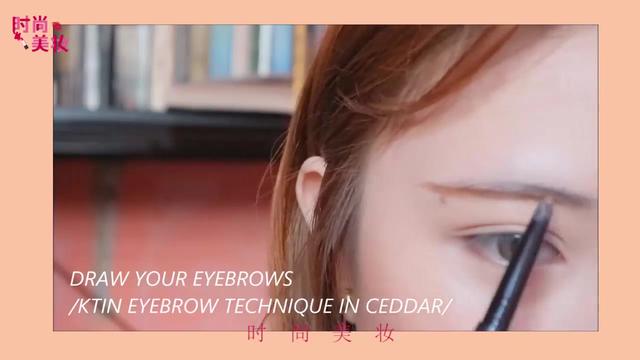 时尚
美妆
DRAW YOUR EYEBROWS
/KTIN EYEBROW TECHNIQUE IN CEDDAR/
时尚美妆